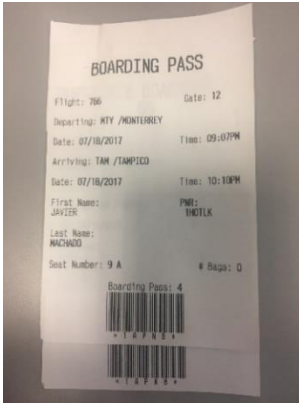 BOARDING PASS
Flight: 766 Gate: 12
Departing: MTY /MONTERREY
Date: 07/18/2017 Time: 09:07PM
Arriving: TAM /TAMPICO
Date: 07/18/2017 Time: 10:10PM
First Name: PNR:
JAVIER 1HOTLK
Last Name:
MACHADO
Seat Number: 9 A # Bags: 0
Boarding Pass: 4